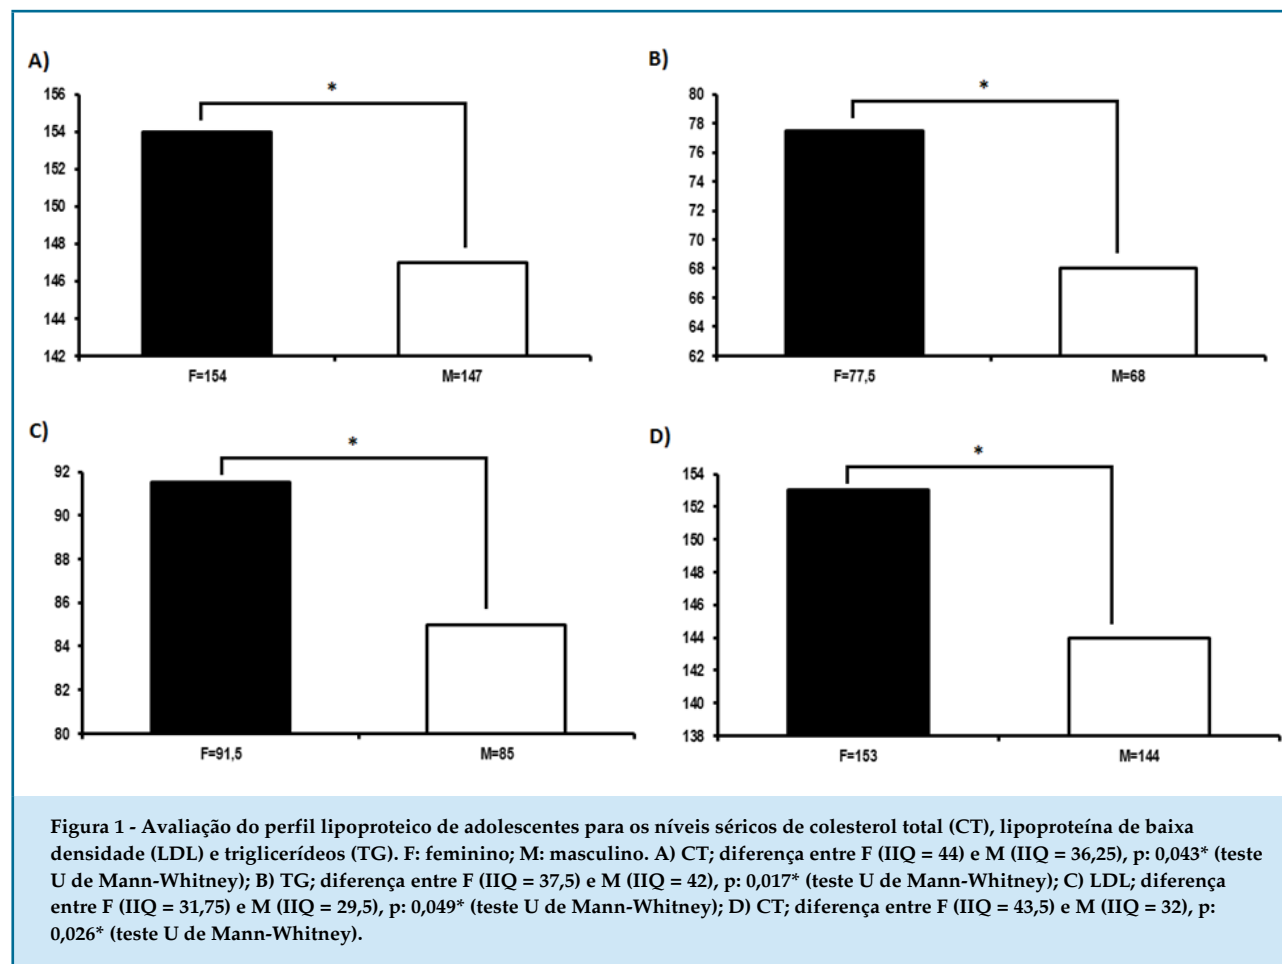 A)
*
156
154
152
150
148
146
144
142
F=154 M=147
B)
*
80
78
76
74
72
70
68
66
64
62
F=77,5 M=68
C)
*
92
90
88
86
84
82
80
F=91,5 M=85
D)
*
154
152
150
148
146
144
142
140
138
F=153 M=144
Figura 1 - Avaliação do perfil lipoproteico de adolescentes para os níveis séricos de colesterol total (CT), lipoproteína de baixa
densidade (LDL) e triglicerídeos (TG). F: feminino; M: masculino. A) CT; diferença entre F (IIQ = 44) e M (IIQ = 36,25), p: 0,043* (teste
U de Mann-Whitney); B) TG; diferença entre F (IIQ = 37,5) e M (IIQ = 42), p: 0,017* (teste U de Mann-Whitney); C) LDL; diferença
entre F (IIQ = 31,75) e M (IIQ = 29,5), p: 0,049* (teste U de Mann-Whitney); D) CT; diferença entre F (IIQ = 43,5) e M (IIQ = 32), p:
0,026* (teste U de Mann-Whitney).